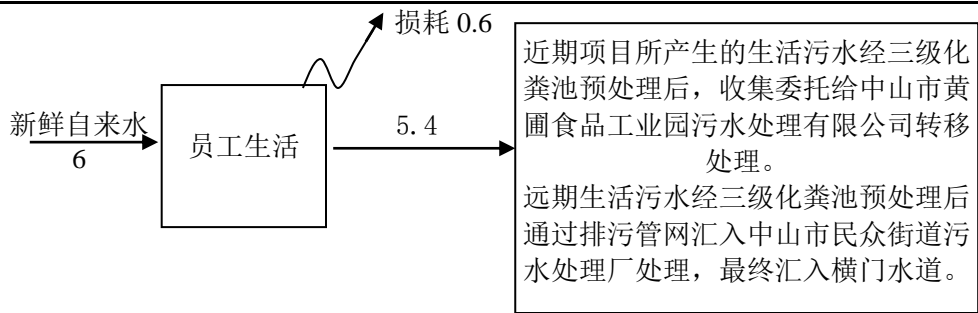 损耗 0.6
新鲜自来水
6
员工生活
5.4
近期项目所产生的生活污水经三级化
粪池预处理后，收集委托给中山市黄
圃食品工业园污水处理有限公司转移
处理。
远期生活污水经三级化粪池预处理后
通过排污管网汇入中山市民众街道污
水处理厂处理，最终汇入横门水道。